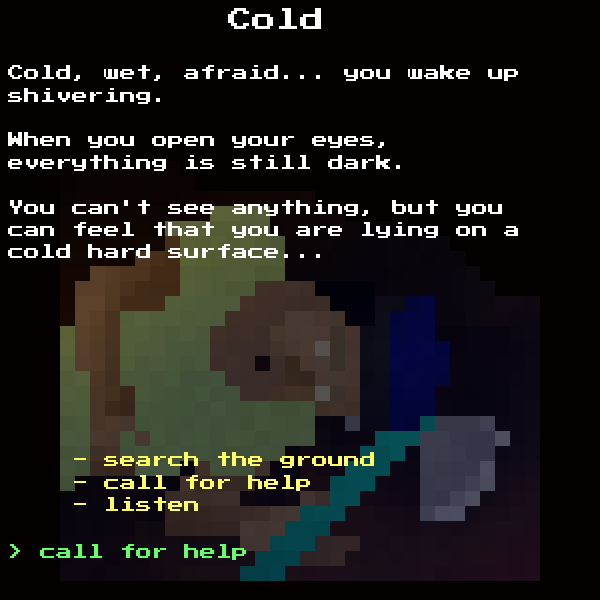 Cold
Cold, wet, afraid... you wake up
shivering.
When you open your eyes,
everything is still dark.
You can't see anything, but you
can feel that you are lying on a
cold hard surface...
- search the ground
- call for help
- listen
> call for help